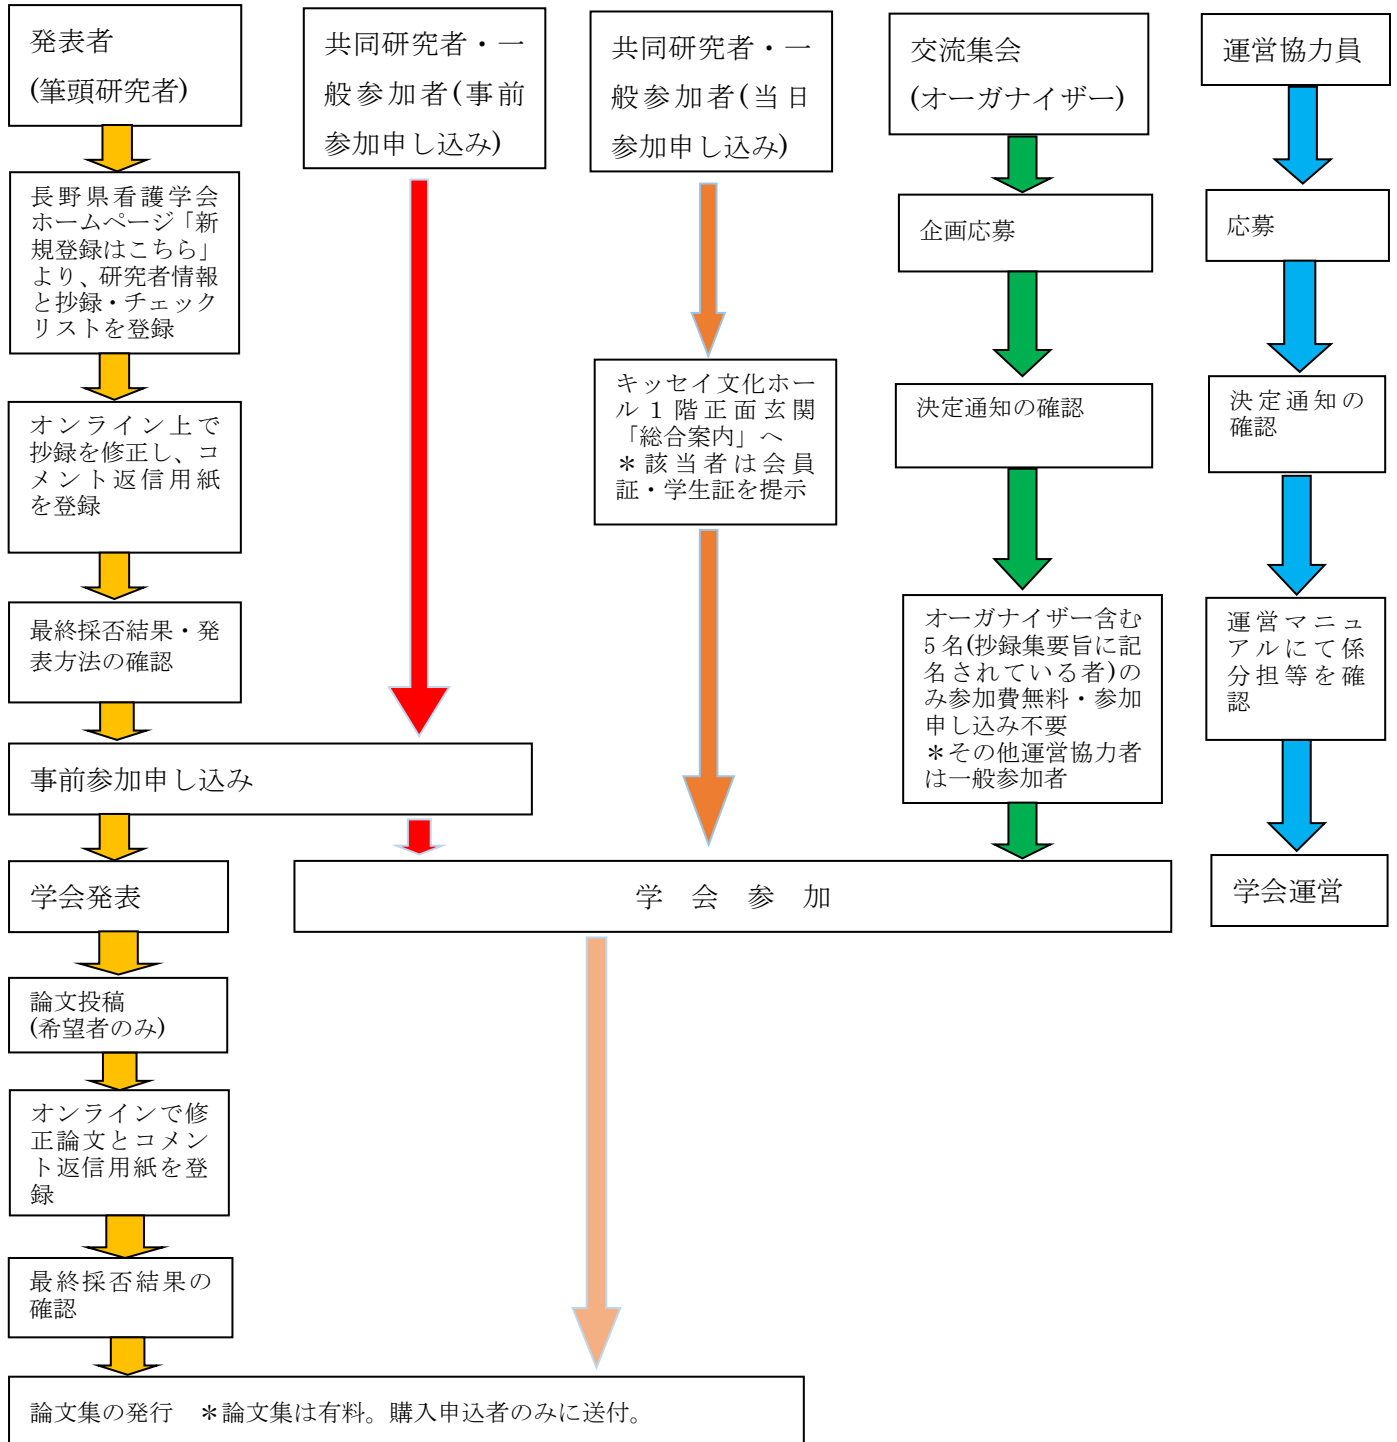 発表者
(筆頭研究者)
長野県看護学会
ホームページ「新
規登録はこちら」
より、研究者情報
と抄録・チェック
リストを登録
オンライン上で
抄録を修正し、コ
メント返信用紙
を登録
最終採否結果・発
表方法の確認
事前参加申し込み
学会発表
論文投稿
(希望者のみ)
オンラインで修
正論文とコメン
ト返信用紙を登
録
最終採否結果の
確認
論文集の発行　＊論文集は有料。購入申込者のみに送付。
共同研究者・一
般参加者(事前
参加申し込み)
共同研究者・一
般参加者(当日
参加申し込み)
キッセイ文化ホー
ル１階正面玄関
「総合案内」へ
＊該当者は会員
証・学生証を提示
交流集会
(オーガナイザー)
企画応募
決定通知の確認
オーガナイザー含む
5名(抄録集要旨に記
名されている者)の
み参加費無料・参加
申し込み不要
＊その他運営協力者
は一般参加者
学　会　参　加
運営協力員
応募
決定通知の
確認
運営マニュ
アルにて係
分担等を確
認
学会運営